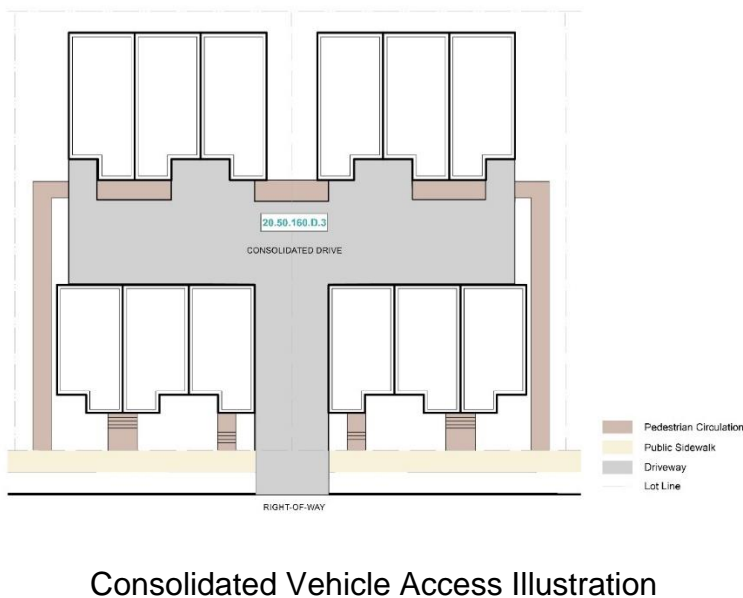 20.50.160.D.3
CONSOLIDATED DRIVE
Pedestrian Circulation
Public Sidewalk
Driveway
Lot Line
RIGHT-OF-WAY
Consolidated Vehicle Access Illustration